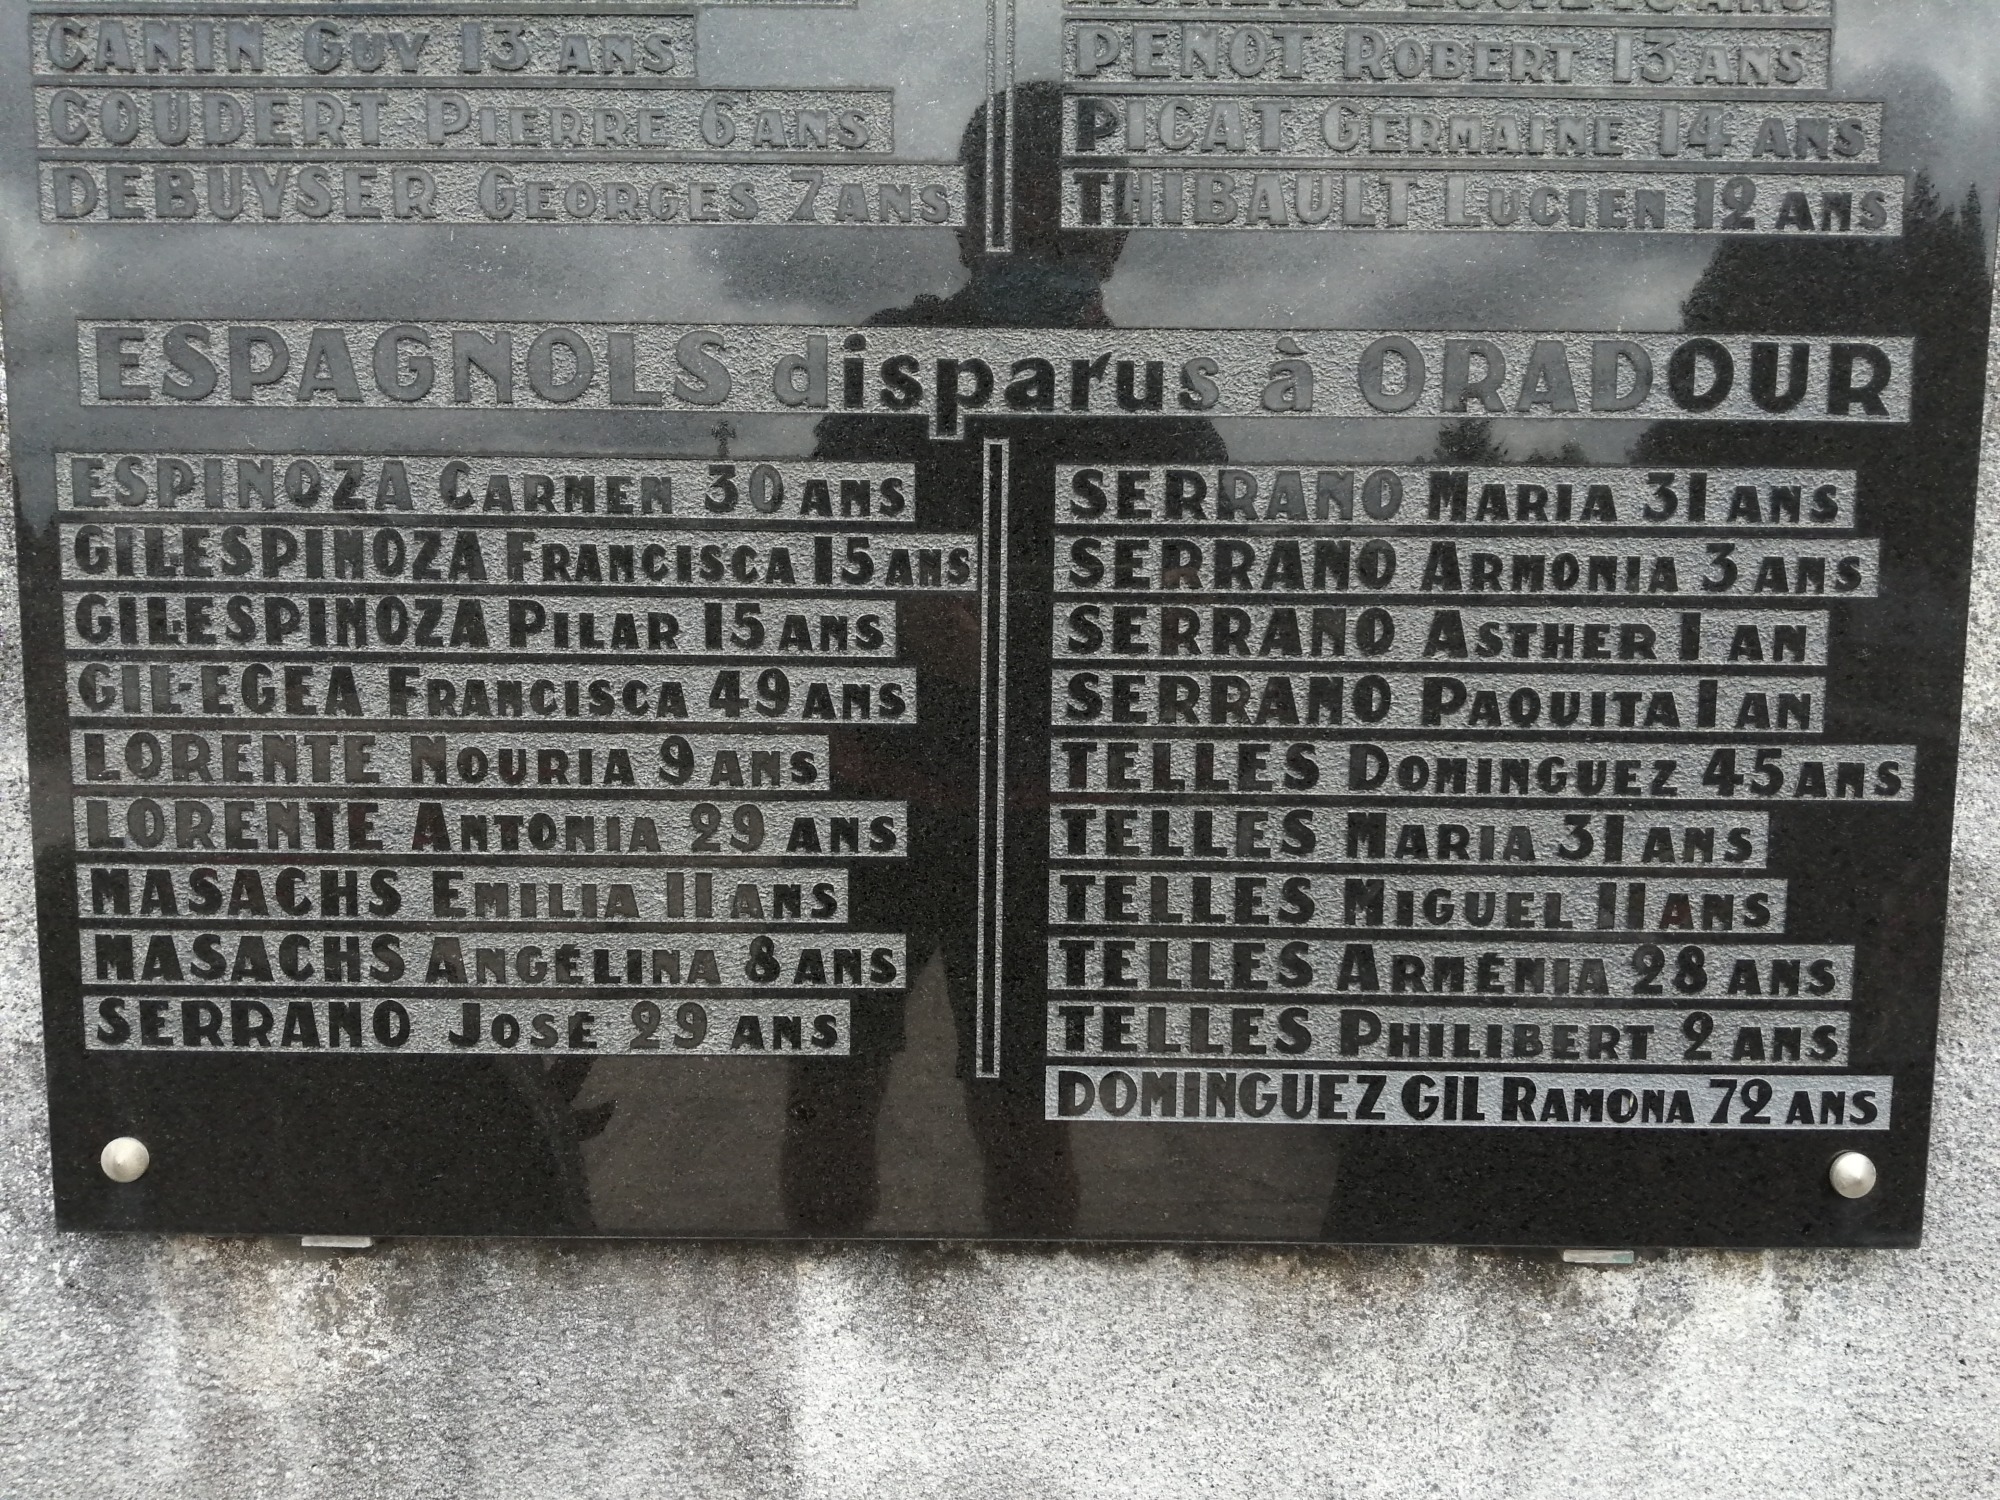 CANIN GUY 13 ANS
COUDERT PIERRE 6 ANS
DEBUYSER GEORGES 7 ANS
PENOT ROBERT 13 ANS
PICAT GERMAINE 14 ANS
THIBAULT LUCIEN 12 ANS
ESPAGNOLS disparus à ORADOUR
ESPINOZA CARMEN 30 ANS
GIL-ESPINOZA FRANCISCA 15 ANS
GIL-ESPINOZA PILAR 15 ANS
GIL-EGEA FRANCISCA 49 ANS
LORENTE NOURIA 9 ANS
LORENTE ANTONIA 29 ANS
MASACHS EMILIA 11 ANS
MASACHS ANGÉLINA 8 ANS
SERRANO JOSÉ 29 ANS
SERRANO MARIA 31 ANS
SERRANO ARMONIA 3 ANS
SERRANO ASTHER 1 AN
SERRANO PAQUITA 1 AN
TELLES DOMINGUEZ 45 ANS
TELLES MARIA 31 ANS
TELLES MIGUEL 11 ANS
TELLES ARMÉNIA 28 ANS
TELLES PHILIBERT 2 ANS
DOMINGUEZ GIL RAMONA 72 ANS